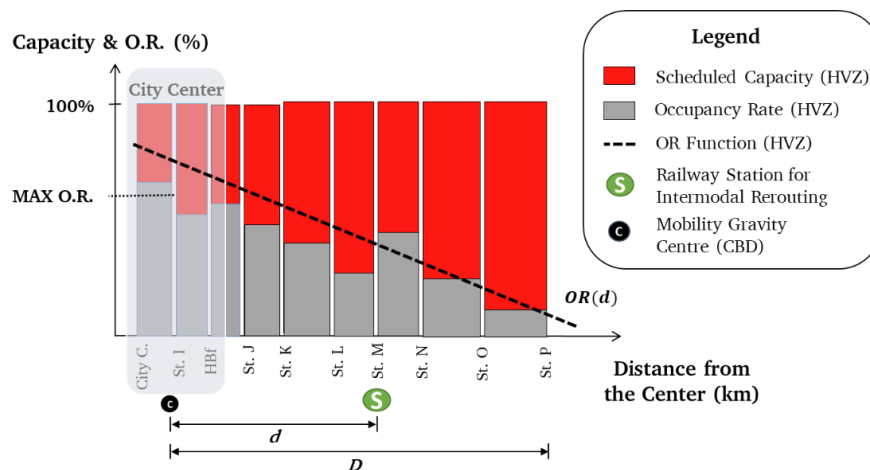 Capacity & O.R. (%)
City Center
100%
MAX O.R.
OR(d)
City C.
St. I
HBf
St. J
St. K
St. L
St. M
St. N
St. O
St. P
Distance from
the Center (km)
C
S
d
D
Legend
Scheduled Capacity (HVZ)
Occupancy Rate (HVZ)
OR Function (HVZ)
S
Railway Station for
Intermodal Rerouting
C
Mobility Gravity
Centre (CBD)